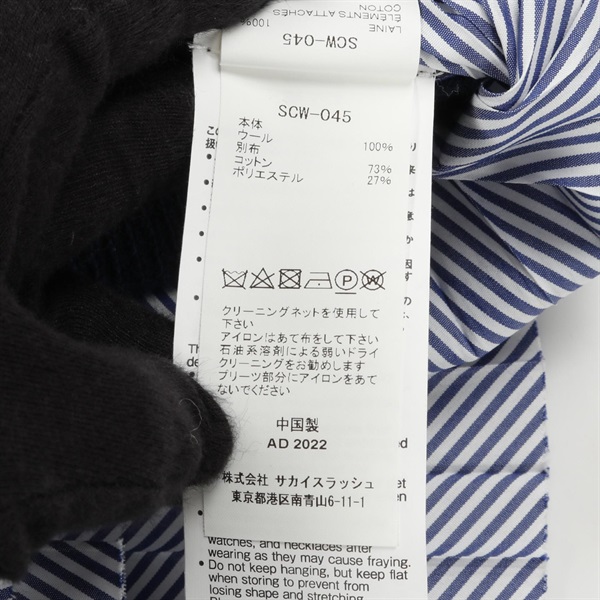 LAINE
ÉLÉMENTS ATTACHÉS
COTON
100%
SCW-045
SCW-045
本体
ウール 100%
別布
コットン 73%
ポリエステル 27%
クリーニングネットを使用して
下さい
アイロンはあて布をして下さい
石油系溶剤による弱いドライ
クリーニングをお勧めします
プリーツ部分にアイロンをあて
ないでください
中国製
AD 2022
株式会社 サカイスラッシュ
東京都港区南青山6-11-1
watches, and necklaces after
wearing as they may cause fraying.
• Do not keep hanging, but keep flat
when storing to prevent from
losing shape and stretching.